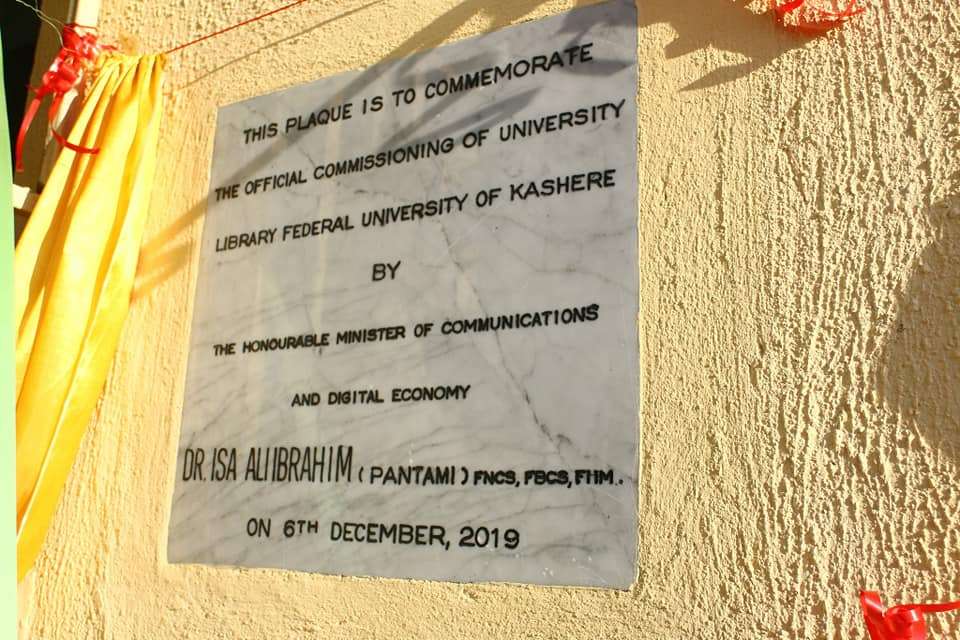 THIS PLAQUE IS TO COMMEMORATE
THE OFFICIAL COMMISSIONING OF UNIVERSITY
LIBRARY FEDERAL UNIVERSITY OF KASHERE
BY
THE HONOURABLE MINISTER OF COMMUNICATIONS
AND DIGITAL ECONOMY
DR. ISA ALI IBRAHIM ( PANTAMI ) FNCS, FBCS, FIIM.
ON 6TH DECEMBER, 2019